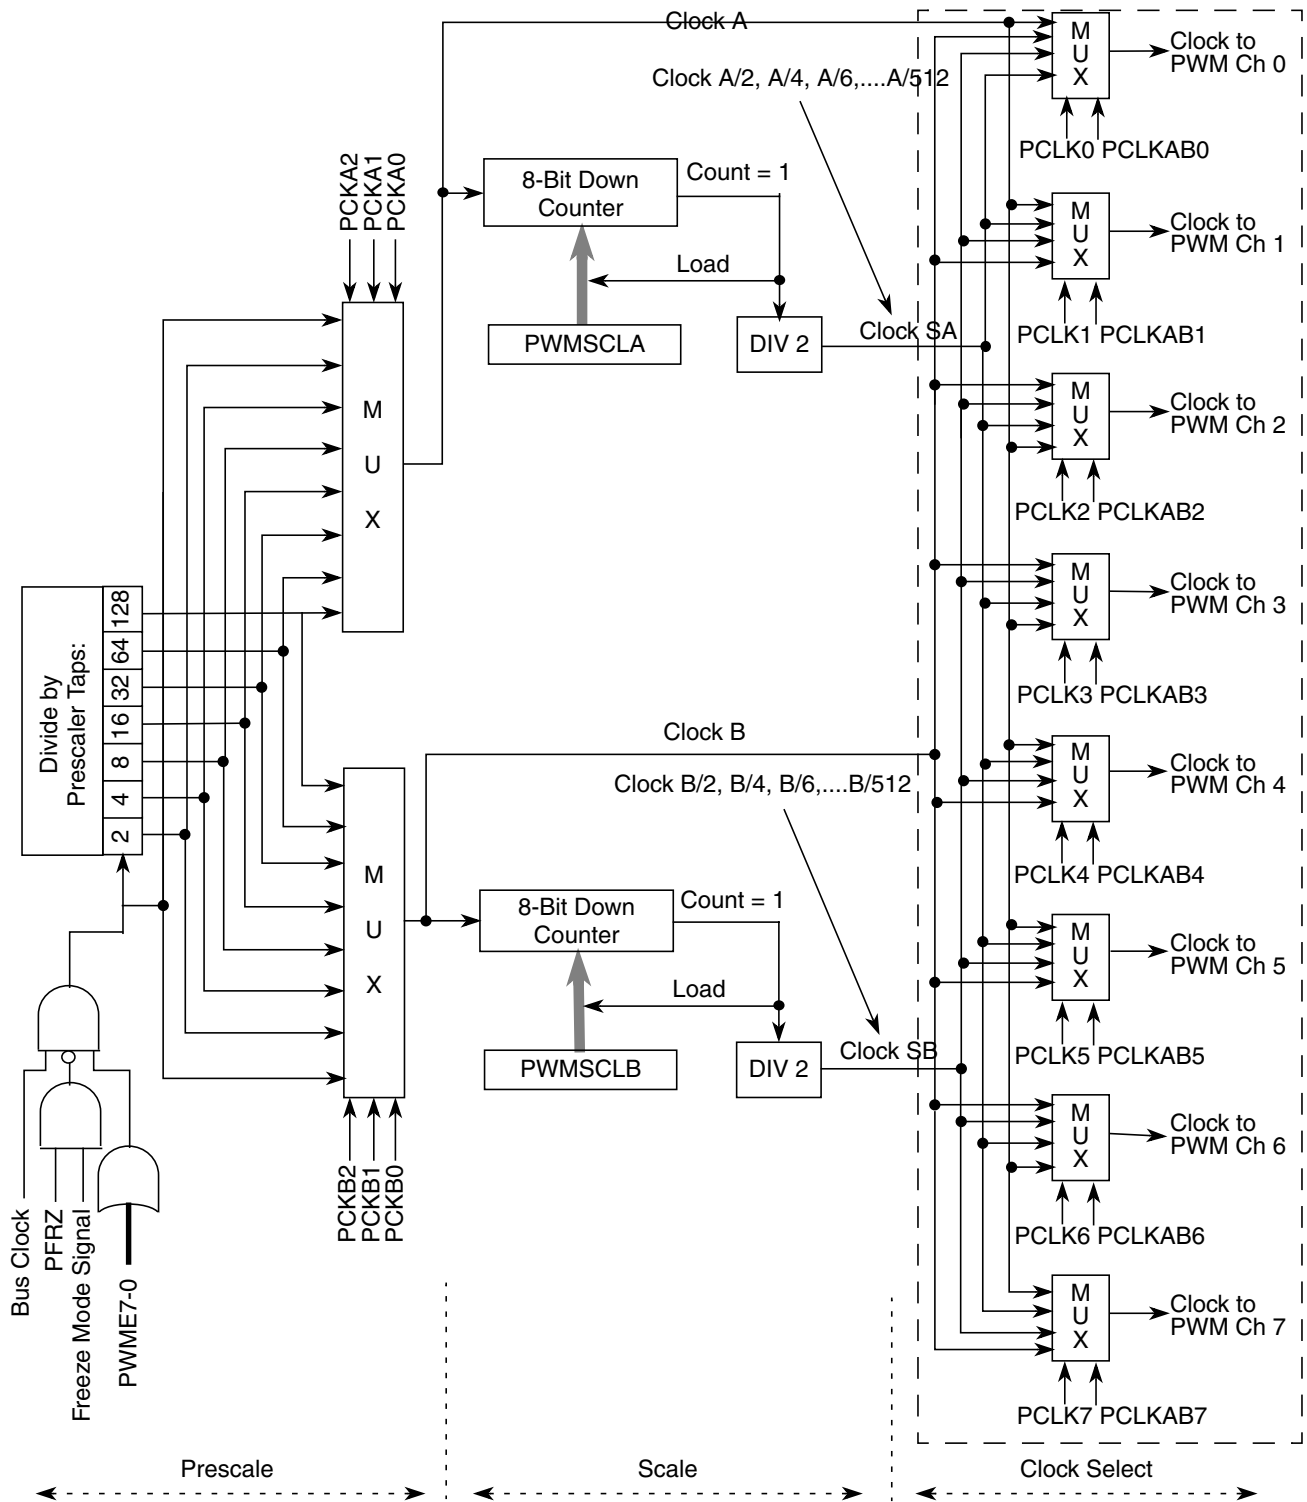 Clock A
Clock A/2, A/4, A/6,....A/512
PCKA2
PCKA1
PCKA0
8-Bit Down
Counter
Count = 1
Load
PWMSCLA
DIV 2
Clock SA
M
U
X
Divide by
Prescaler Taps:
128
64
32
16
8
4
2
Clock B
Clock B/2, B/4, B/6,....B/512
M
U
X
8-Bit Down
Counter
Count = 1
Load
PWMSCLB
DIV 2
Clock SB
PCKB2
PCKB1
PCKB0
Bus Clock
PFRZ
Freeze Mode Signal
PWME7-0
M
U
X
Clock to
PWM Ch 0
PCLK0 PCLKAB0
M
U
X
Clock to
PWM Ch 1
PCLK1 PCLKAB1
M
U
X
Clock to
PWM Ch 2
PCLK2 PCLKAB2
M
U
X
Clock to
PWM Ch 3
PCLK3 PCLKAB3
M
U
X
Clock to
PWM Ch 4
PCLK4 PCLKAB4
M
U
X
Clock to
PWM Ch 5
PCLK5 PCLKAB5
M
U
X
Clock to
PWM Ch 6
PCLK6 PCLKAB6
M
U
X
Clock to
PWM Ch 7
PCLK7 PCLKAB7
Prescale
Scale
Clock Select